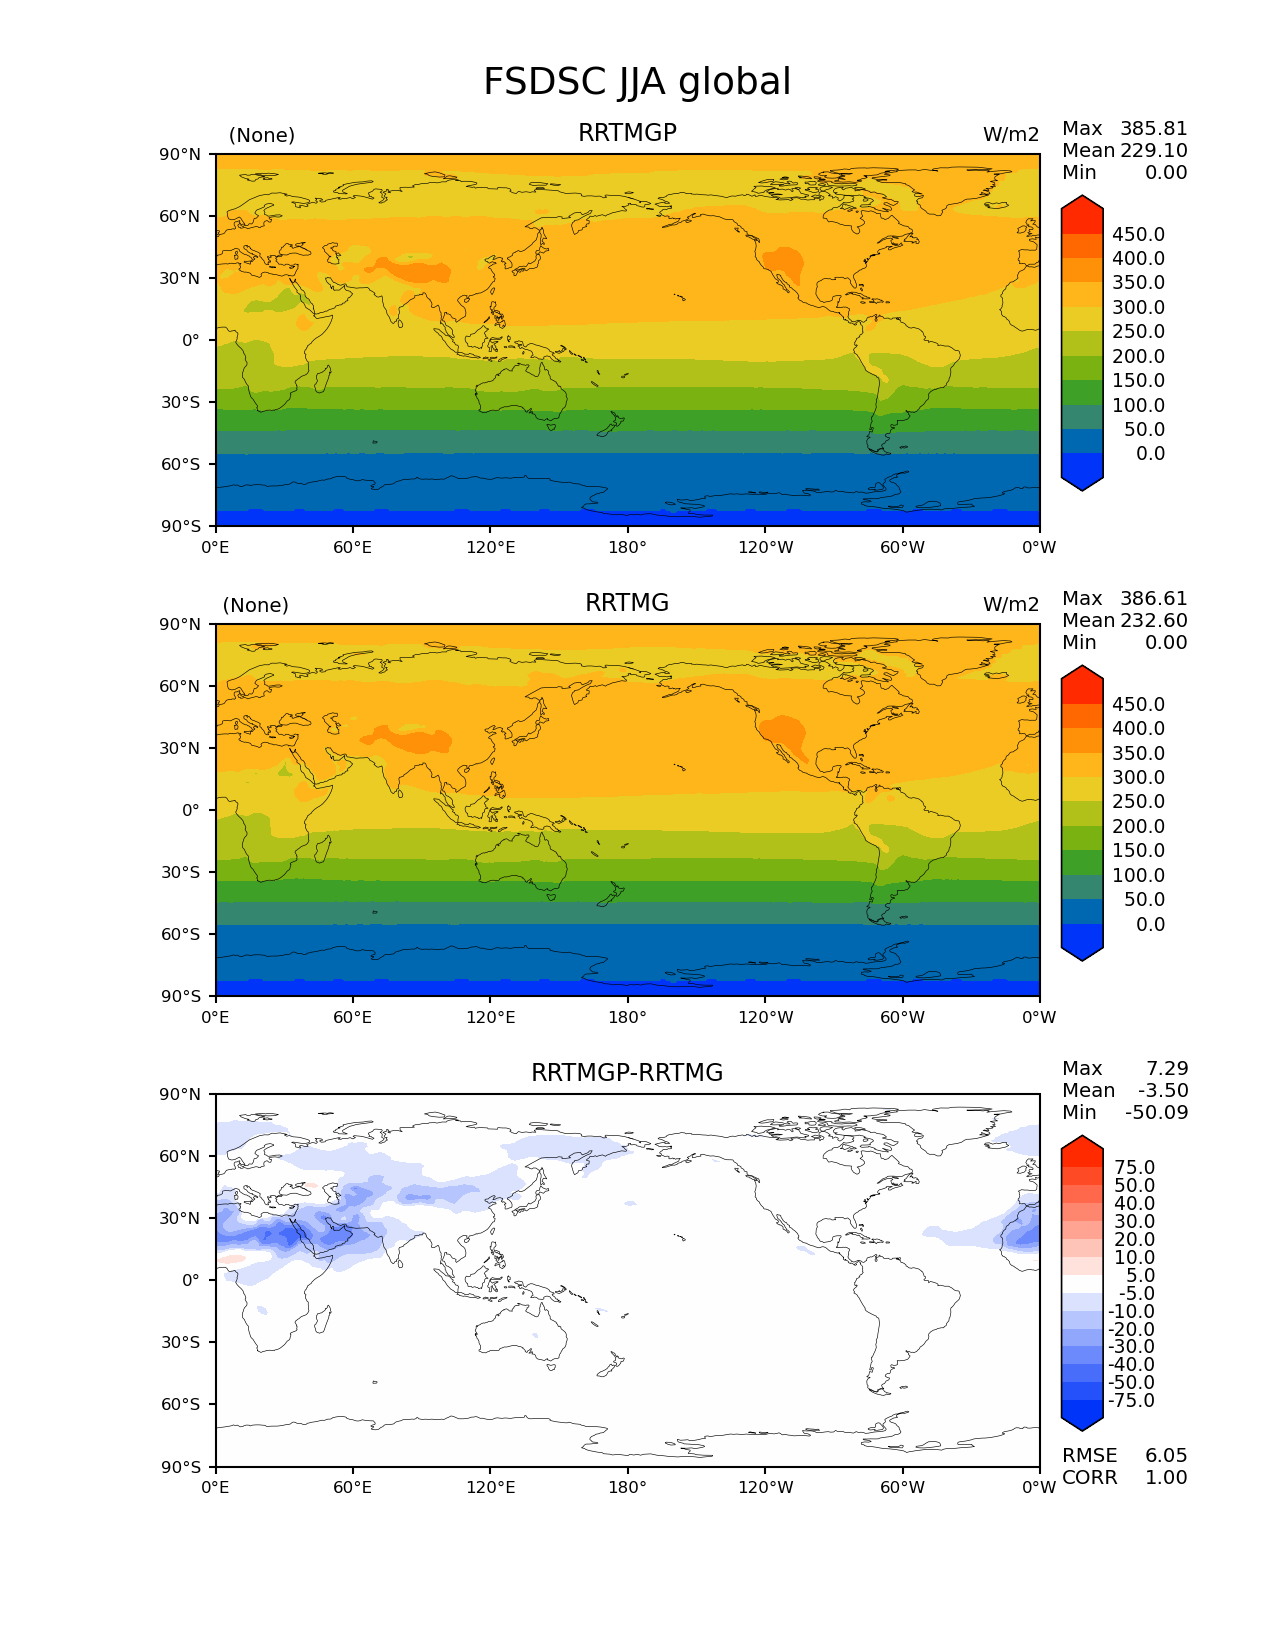 FSDSC JJA global
(None) RRTMGP W/m2
Max 385.81
Mean 229.10
Min 0.00
90°N
60°N
30°N
0°
30°S
60°S
90°S
0°E 60°E 120°E 180° 120°W 60°W 0°W
450.0
400.0
350.0
300.0
250.0
200.0
150.0
100.0
50.0
0.0
(None) RRTMG W/m2
Max 386.61
Mean 232.60
Min 0.00
90°N
60°N
30°N
0°
30°S
60°S
90°S
0°E 60°E 120°E 180° 120°W 60°W 0°W
450.0
400.0
350.0
300.0
250.0
200.0
150.0
100.0
50.0
0.0
RRTMGP-RRTMG
Max 7.29
Mean -3.50
Min -50.09
90°N
60°N
30°N
0°
30°S
60°S
90°S
0°E 60°E 120°E 180° 120°W 60°W 0°W
75.0
50.0
40.0
30.0
20.0
10.0
5.0
-5.0
-10.0
-20.0
-30.0
-40.0
-50.0
-75.0
RMSE 6.05
CORR 1.00